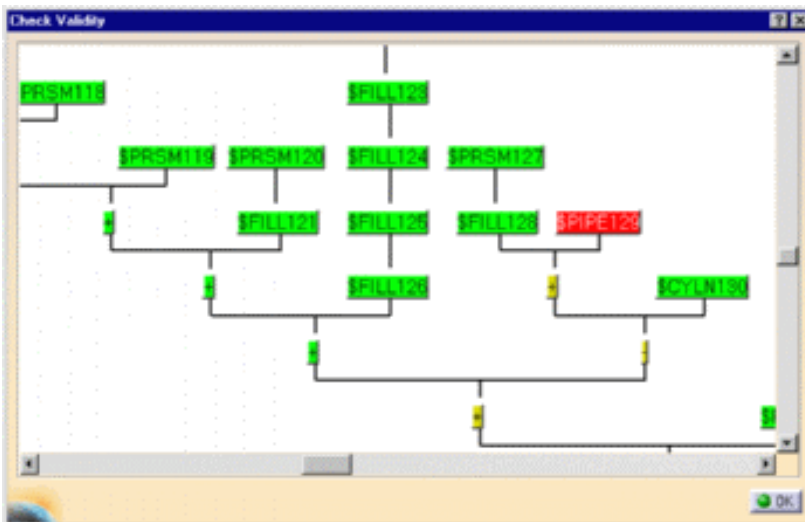 Check Validity
PRSM118
$FILL123
$PRSM119 $PRSM120 $FILL124 $PRSM127
+ $FILL121 $FILL125 $FILL128 $PIPE129
+ $FILL126 + $CYLN130
+ -
+
OK